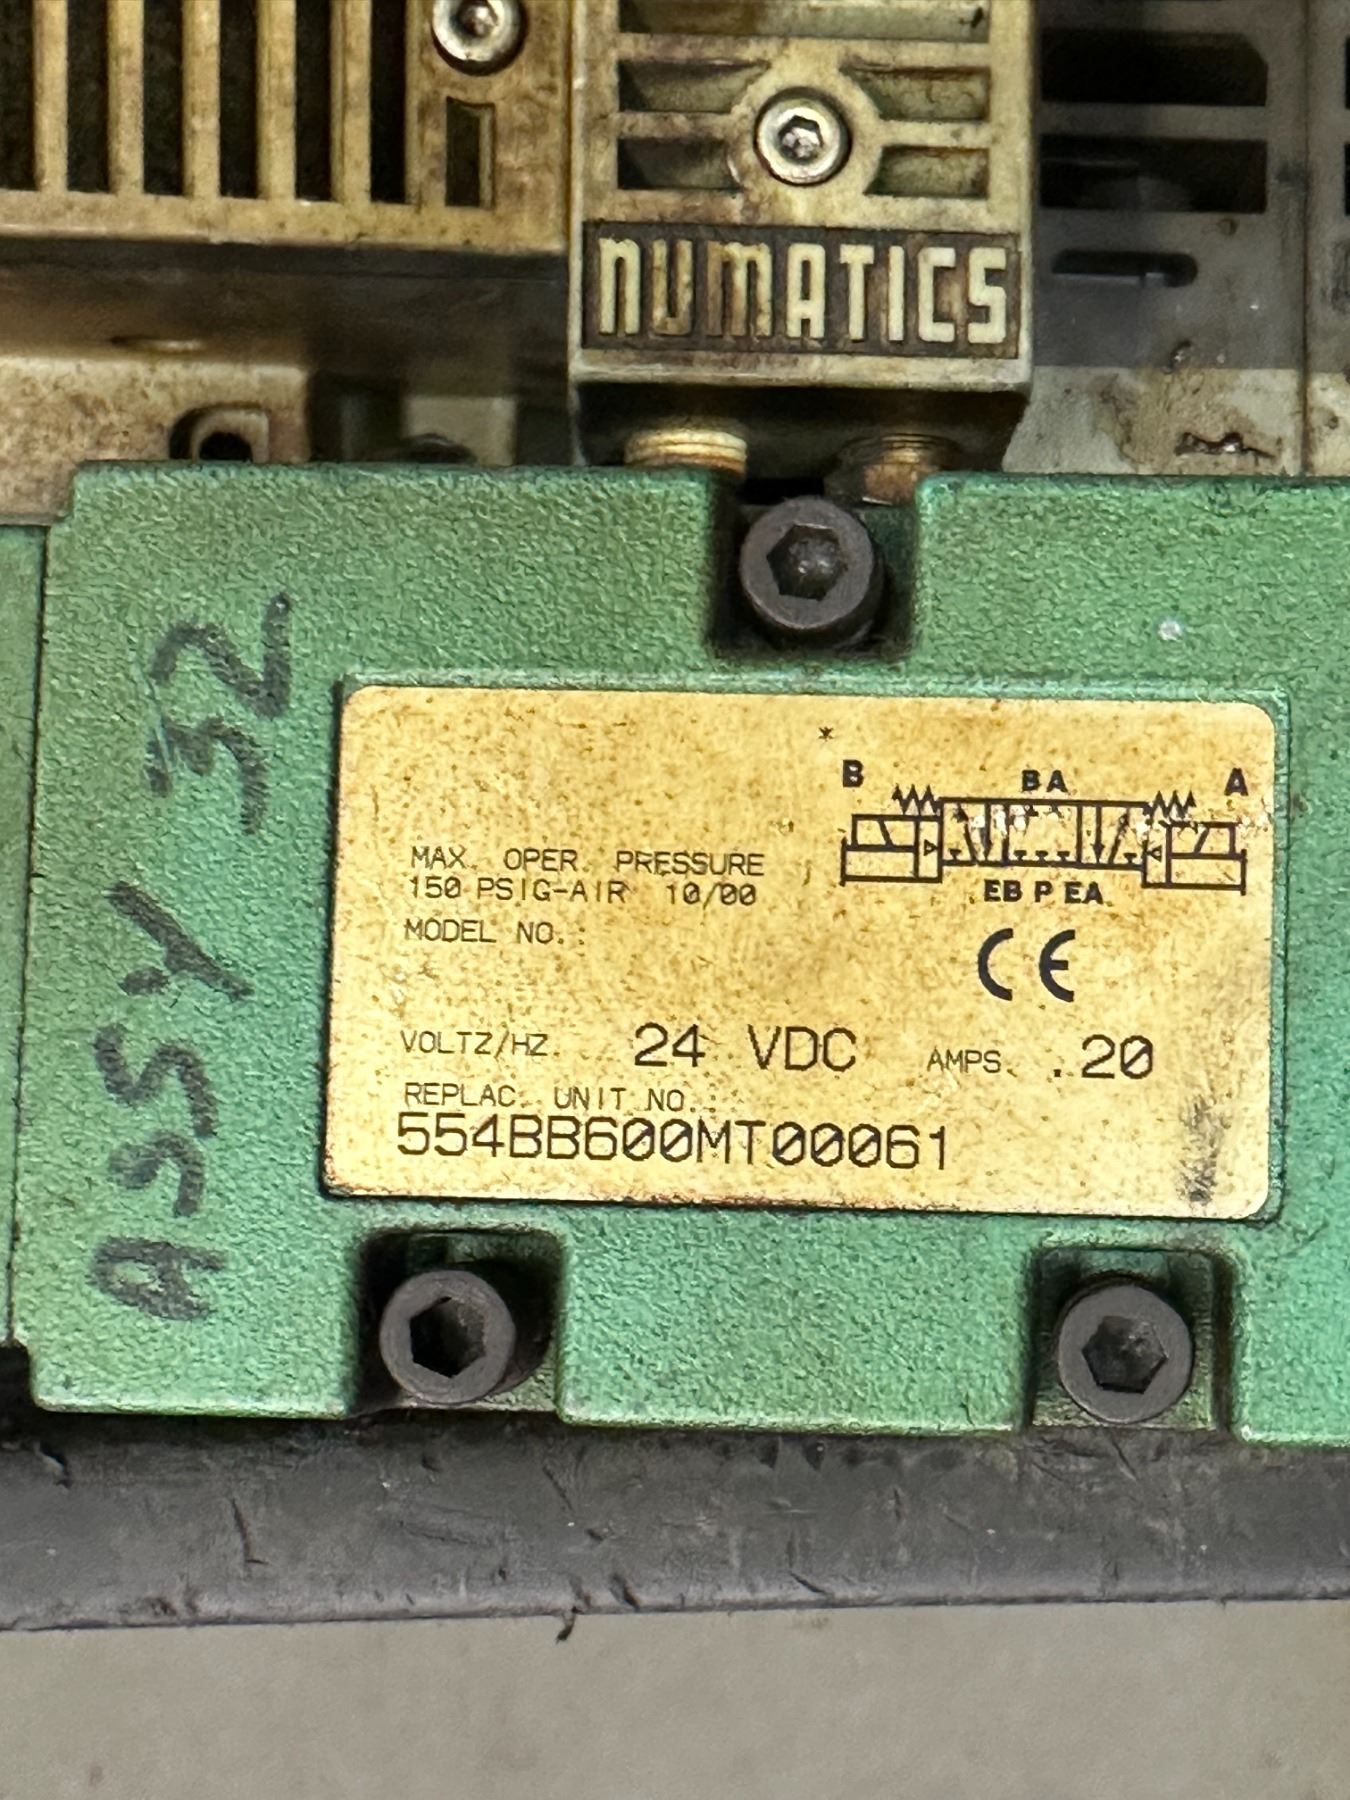 NUMATICS
ASSY 32
*
B BA A
MAX. OPER. PRESSURE
150 PSIG-AIR 10/00
EB P EA
MODEL NO.:
CE
VOLTZ/HZ. 24 VDC AMPS. .20
REPLAC. UNIT NO.:
554BB600MT00061